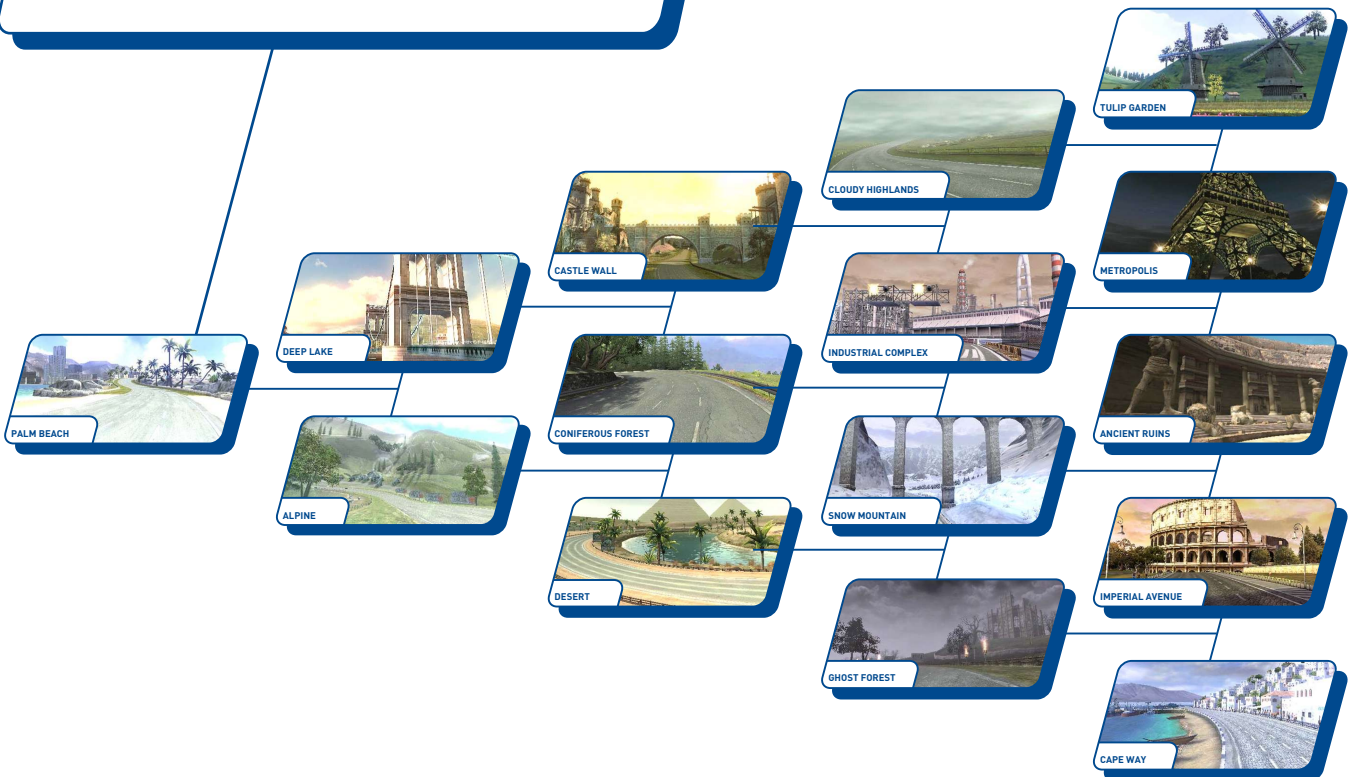 PALM BEACH
DEEP LAKE
ALPINE
CASTLE WALL
CONIFEROUS FOREST
DESERT
CLOUDY HIGHLANDS
INDUSTRIAL COMPLEX
SNOW MOUNTAIN
GHOST FOREST
TULIP GARDEN
METROPOLIS
ANCIENT RUINS
IMPERIAL AVENUE
CAPE WAY